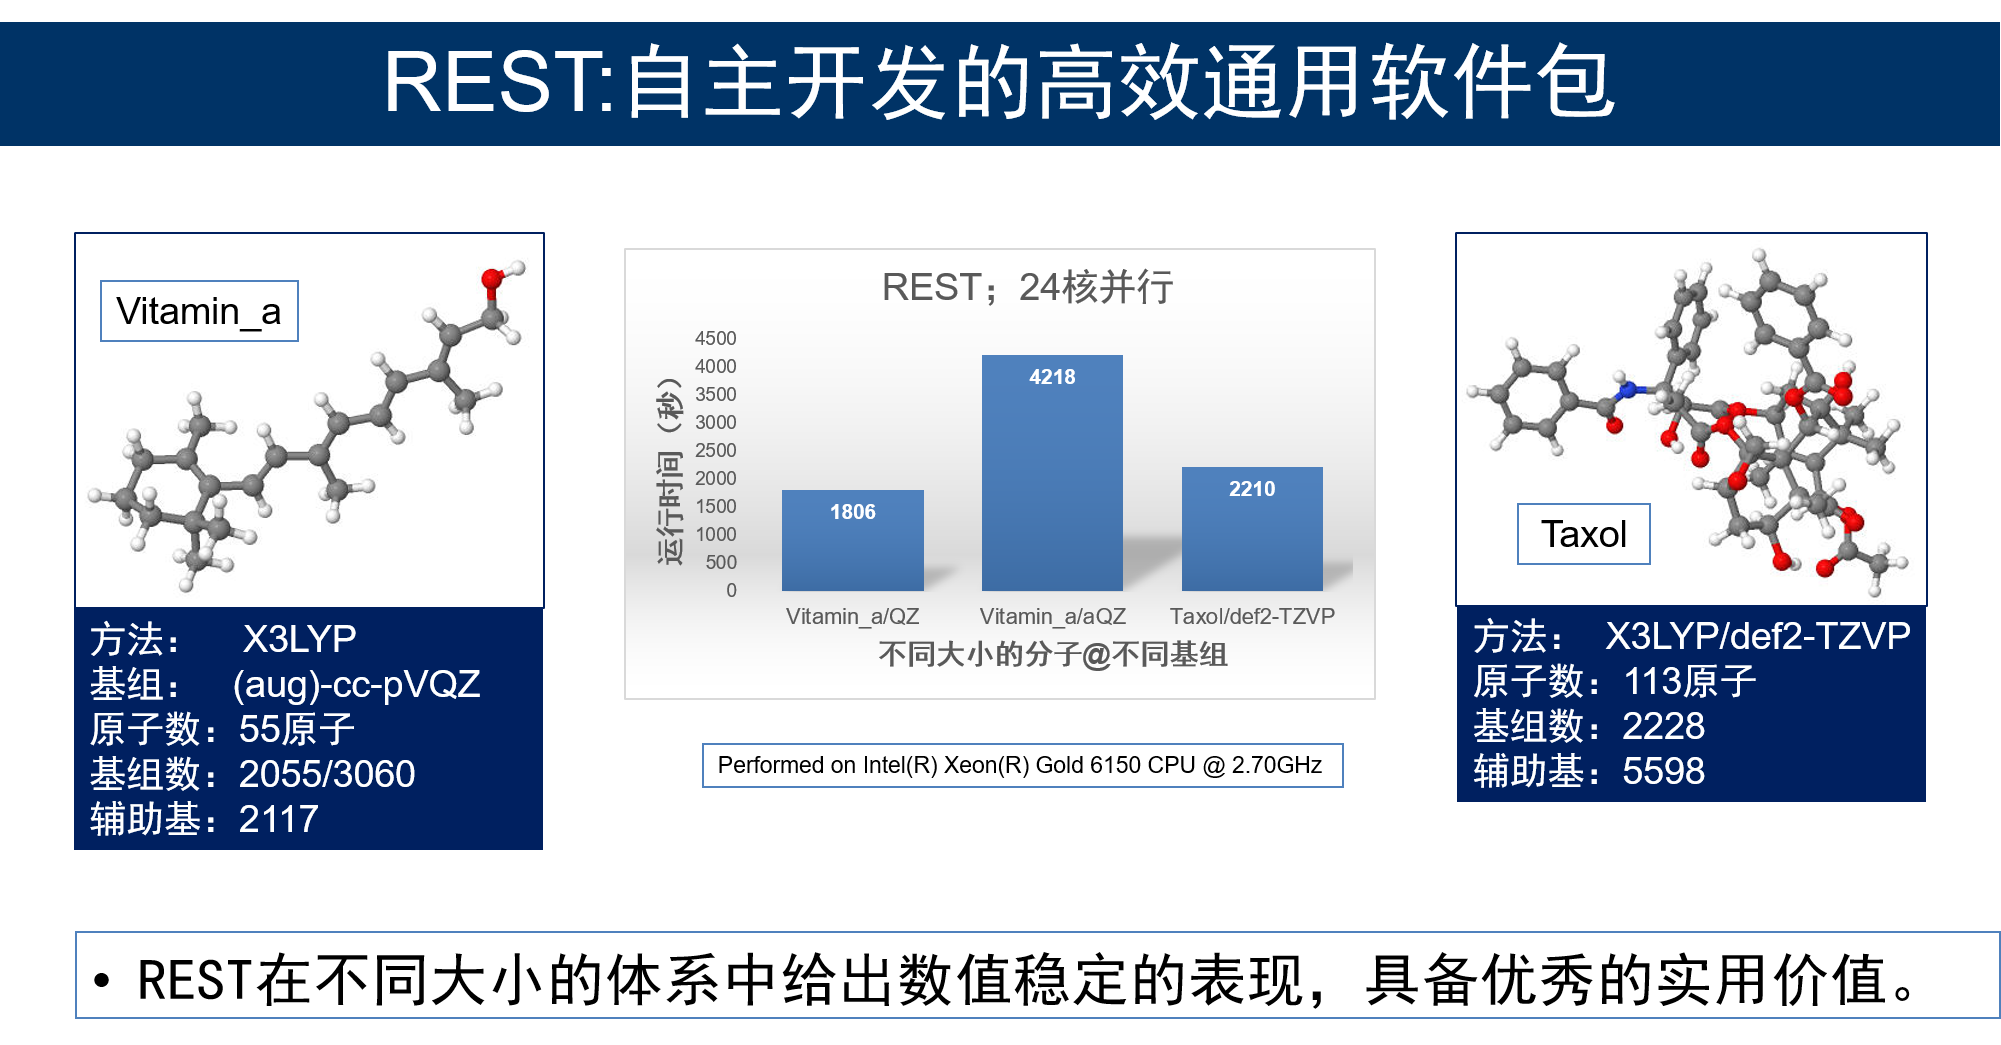 REST:自主开发的高效通用软件包
Vitamin_a
方法： X3LYP
基组： (aug)-cc-pVQZ
原子数：55原子
基组数：2055/3060
辅助基：2117
REST；24核并行
运行时间（秒）
4500
4000
3500
3000
2500
2000
1500
1000
500
0
1806
4218
2210
Vitamin_a/QZ
Vitamin_a/aQZ
Taxol/def2-TZVP
不同大小的分子@不同基组
Performed on Intel(R) Xeon(R) Gold 6150 CPU @ 2.70GHz
Taxol
方法： X3LYP/def2-TZVP
原子数：113原子
基组数：2228
辅助基：5598
• REST在不同大小的体系中给出数值稳定的表现，具备优秀的实用价值。